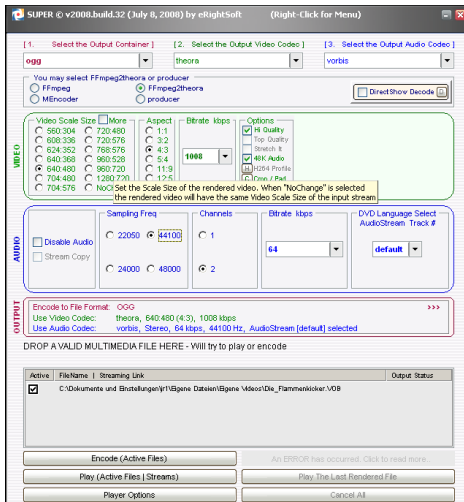 SUPER © v2008.build.32 (July 8, 2008) by eRightSoft (Right-Click for Menu)
[ 1. Select the Output Container ] [ 2. Select the Output Video Codec ] [ 3. Select the Output Audio Codec ]
ogg theora vorbis
You may select FFmpeg2theora or producer
FFmpeg FFmpeg2theora
MEncoder producer
DirectShow Decode
VIDEO
Video Scale Size More Aspect Bitrate kbps Options
560:304 720:480 1:1 Hi Quality
608:336 720:576 3:2 Top Quality
624:352 768:576 4:3 1008 Stretch It
640:368 960:528 5:4 48K Audio
640:480 960:720 11:9 H264 Profile
704:480 1280:720 12:5 Crop / Pad
704:576 NoCh
Set the Scale Size of the rendered video. When "NoChange" is selected
the rendered video will have the same Video Scale Size of the input stream
AUDIO
Sampling Freq Channels Bitrate kbps DVD Language Select
AudioStream Track #
Disable Audio 22050 44100 1
Stream Copy 64 default
24000 48000 2
OUTPUT
Encode to File Format: OGG >>>
Use Video Codec: theora, 640:480 (4:3), 1008 kbps
Use Audio Codec: vorbis, Stereo, 64 kbps, 44100 Hz, AudioStream [default] selected
DROP A VALID MULTIMEDIA FILE HERE - Will try to play or encode
Active FileName | Streaming Link Output Status
C:\Dokumente und Einstellungen\jr1\Eigene Dateien\Eigene Videos\Die_Flammenkicker.VOB
Encode (Active Files) An ERROR has occurred. Click to read more..
Play (Active Files | Streams) Play The Last Rendered File
Player Options Cancel All